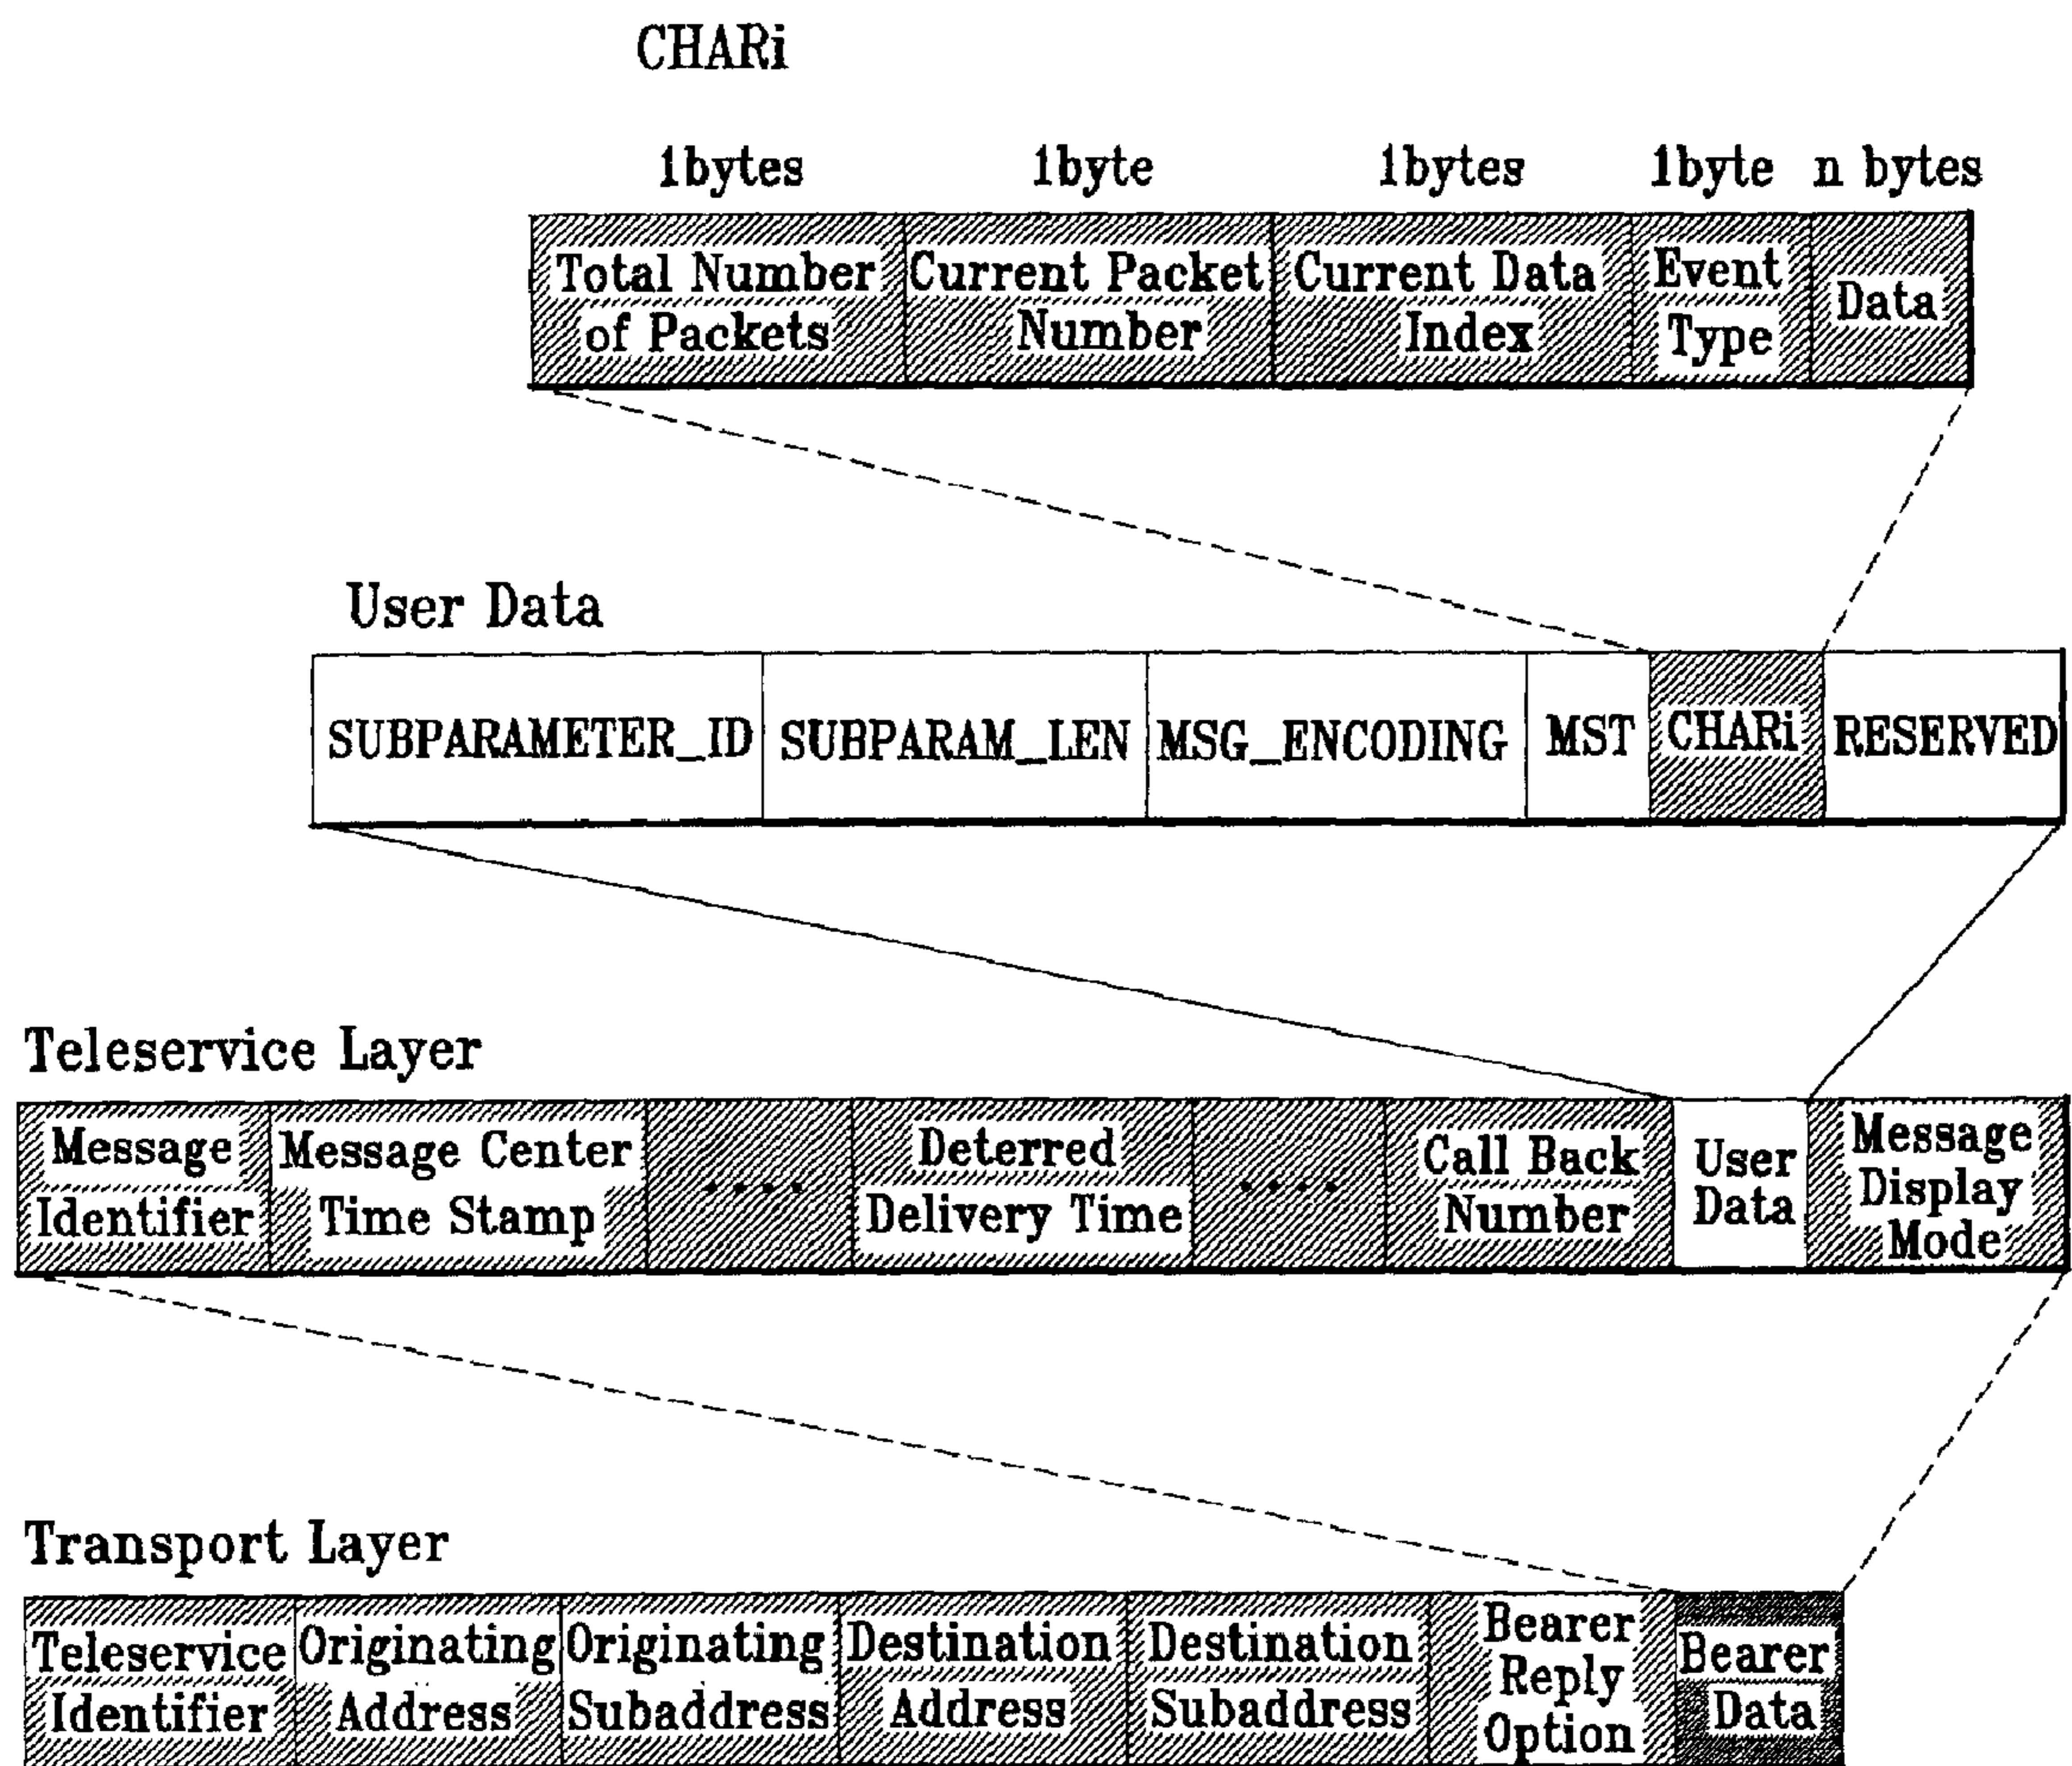 CHARi
1bytes 1byte 1bytes 1byte n bytes
Total Number of Packets
Current Packet Number
Current Data Index
Event Type
Data
User Data
SUBPARAMETER_ID SUBPARAM_LEN MSG_ENCODING MST CHARi RESERVED
Teleservice Layer
Message Identifier
Message Center Time Stamp
....
Deterred Delivery Time
....
Call Back Number
User Data
Message Display Mode
Transport Layer
Teleservice Identifier
Originating Address
Originating Subaddress
Destination Address
Destination Subaddress
Bearer Reply Option
Bearer Data